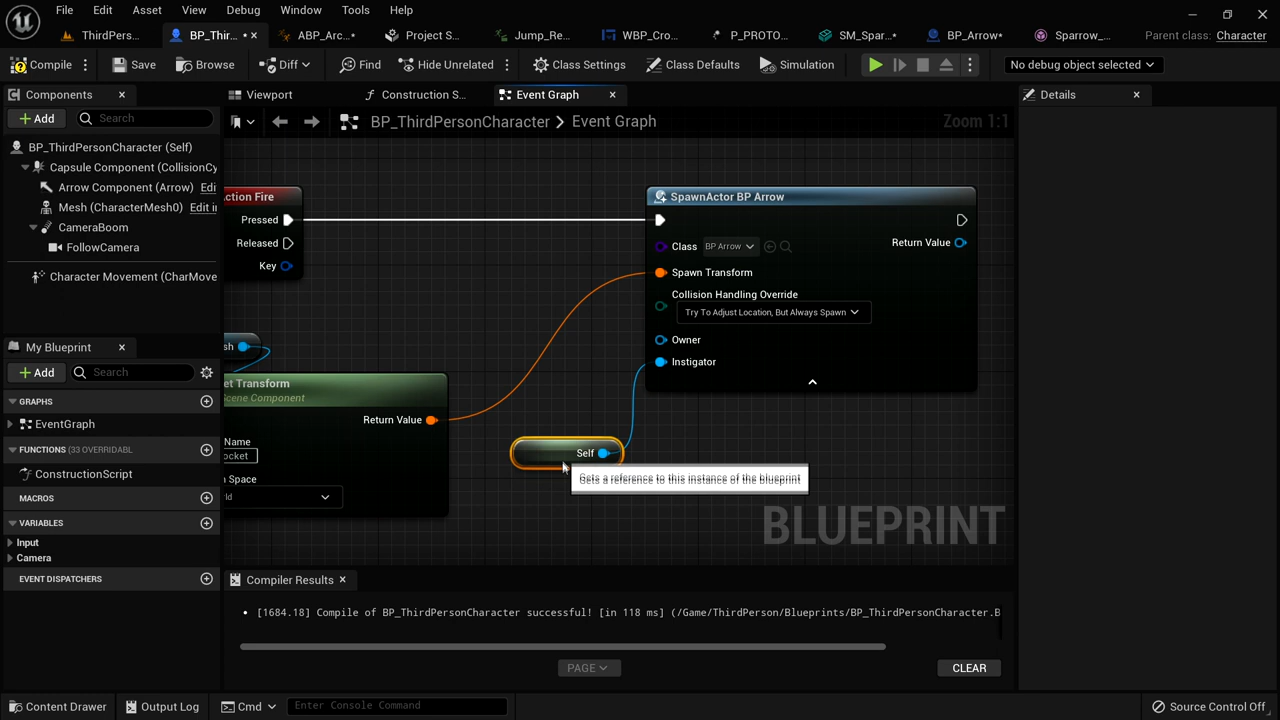 File Edit Asset View Debug Window Tools Help
ThirdPers... BP_Thir... • ABP_Arc...• Project S... Jump_Re... WBP_Cro... P_PROTO... SM_Spar...• BP_Arrow• Sparrow_... Parent class: Character
Compile Save Browse Diff Find Hide Unrelated Class Settings Class Defaults Simulation No debug object selected
Components Viewport Construction S... Event Graph Details
Add Search BP_ThirdPersonCharacter > Event Graph Zoom 1:1
BP_ThirdPersonCharacter (Self)
Capsule Component (CollisionCy
Arrow Component (Arrow) Edi
Mesh (CharacterMesh0) Edit i
CameraBoom
FollowCamera
Character Movement (CharMove
ction Fire
Pressed
Released
Key
SpawnActor BP Arrow
Class BP Arrow Return Value
Spawn Transform
Collision Handling Override
Try To Adjust Location, But Always Spawn
Owner
Instigator
sh
et Transform
Scene Component
Return Value
Name
ocket
n Space
ld
Self
Gets a reference to this instance of the blueprint
BLUEPRINT
My Blueprint
Add Search
GRAPHS
EventGraph
FUNCTIONS (33 OVERRIDABL
ConstructionScript
MACROS
VARIABLES
Input
Camera
EVENT DISPATCHERS
Compiler Results
• [1684.18] Compile of BP_ThirdPersonCharacter successful! [in 118 ms] (/Game/ThirdPerson/Blueprints/BP_ThirdPersonCharacter.B
PAGE CLEAR
Content Drawer Output Log Cmd Enter Console Command Source Control Off